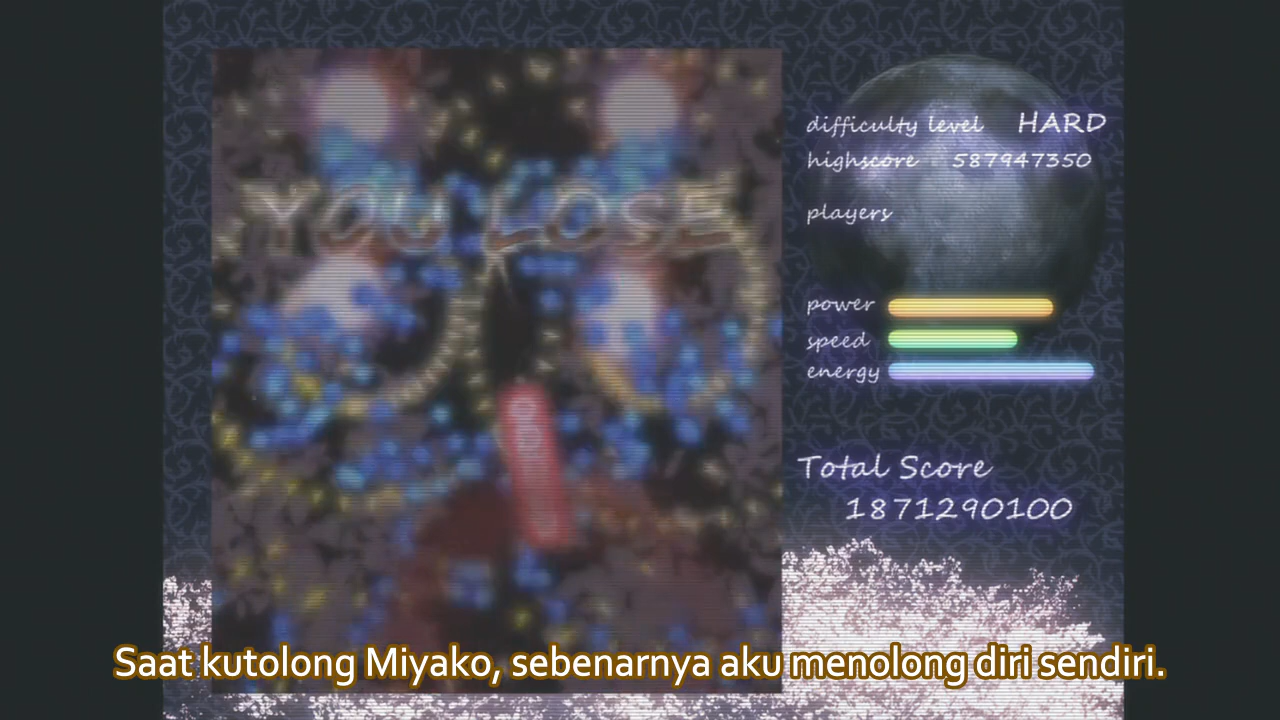 YOU LOSE
difficulty level HARD
highscore 587947350
players
power
speed
energy
Total Score
1871290100
Saat kutolong Miyako, sebenarnya aku menolong diri sendiri.